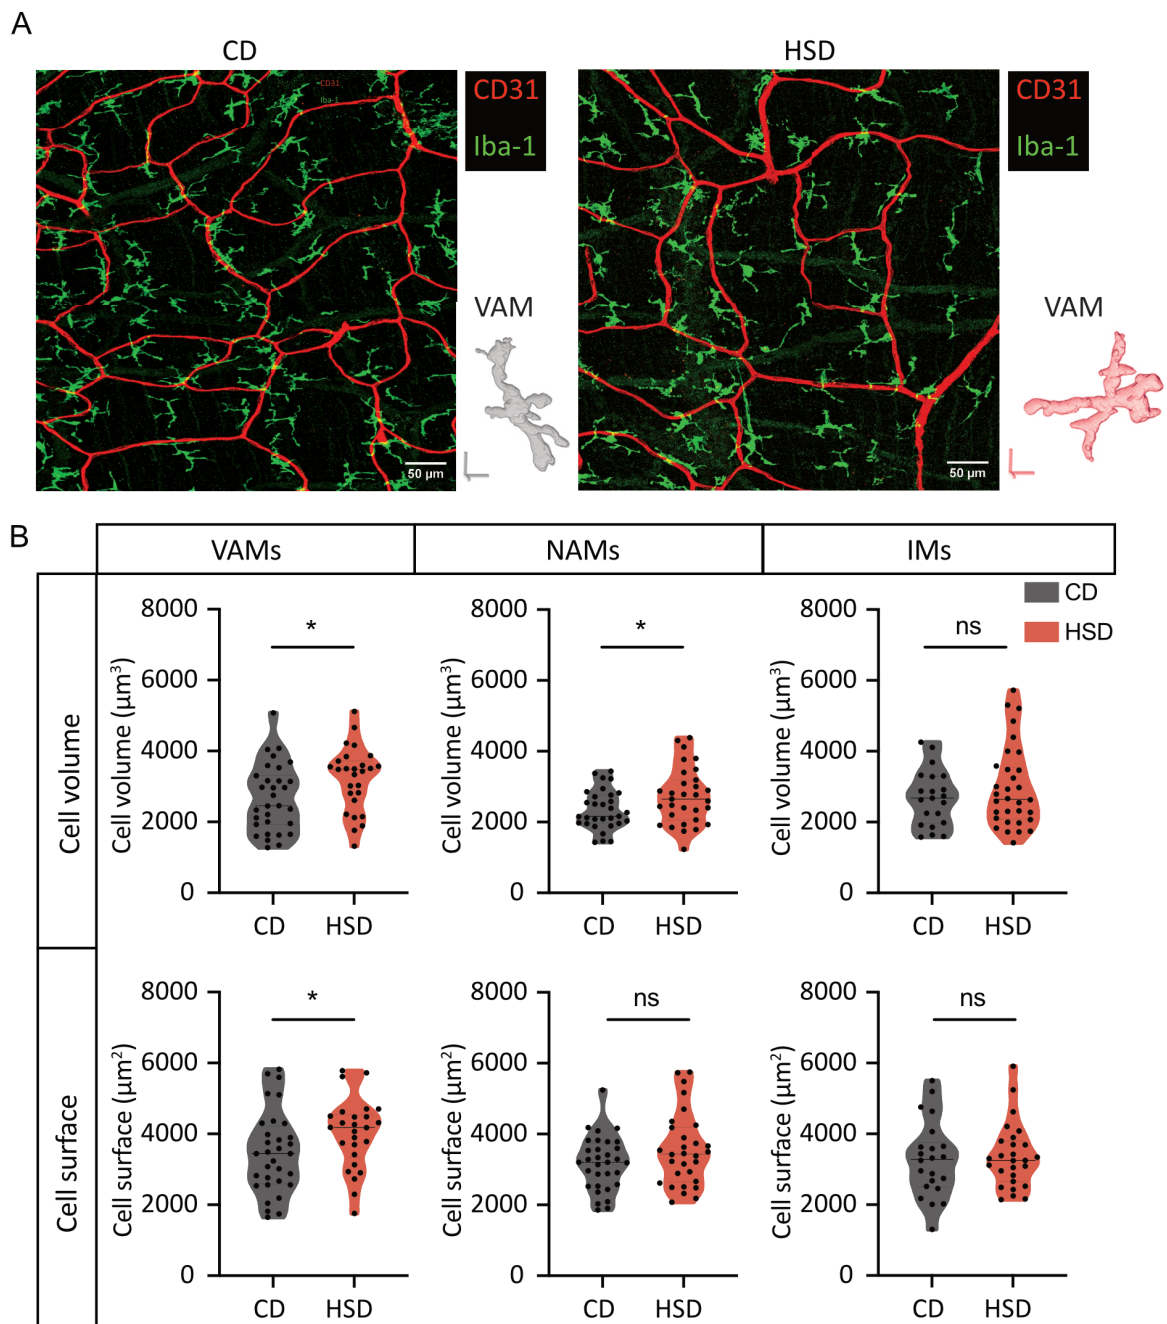 A
CD
HSD
CD31
Iba-1
CD31
Iba-1
CD31
Iba-1
VAM
VAM
50 µm
50 µm
B
VAMs
NAMs
IMs
CD
HSD
Cell volume
Cell volume (µm³)
8000
6000
4000
2000
0
*
CD
HSD
Cell volume (µm³)
8000
6000
4000
2000
0
*
CD
HSD
Cell volume (µm³)
8000
6000
4000
2000
0
ns
CD
HSD
Cell surface
Cell surface (µm²)
8000
6000
4000
2000
0
*
CD
HSD
Cell surface (µm²)
8000
6000
4000
2000
0
ns
CD
HSD
Cell surface (µm²)
8000
6000
4000
2000
0
ns
CD
HSD